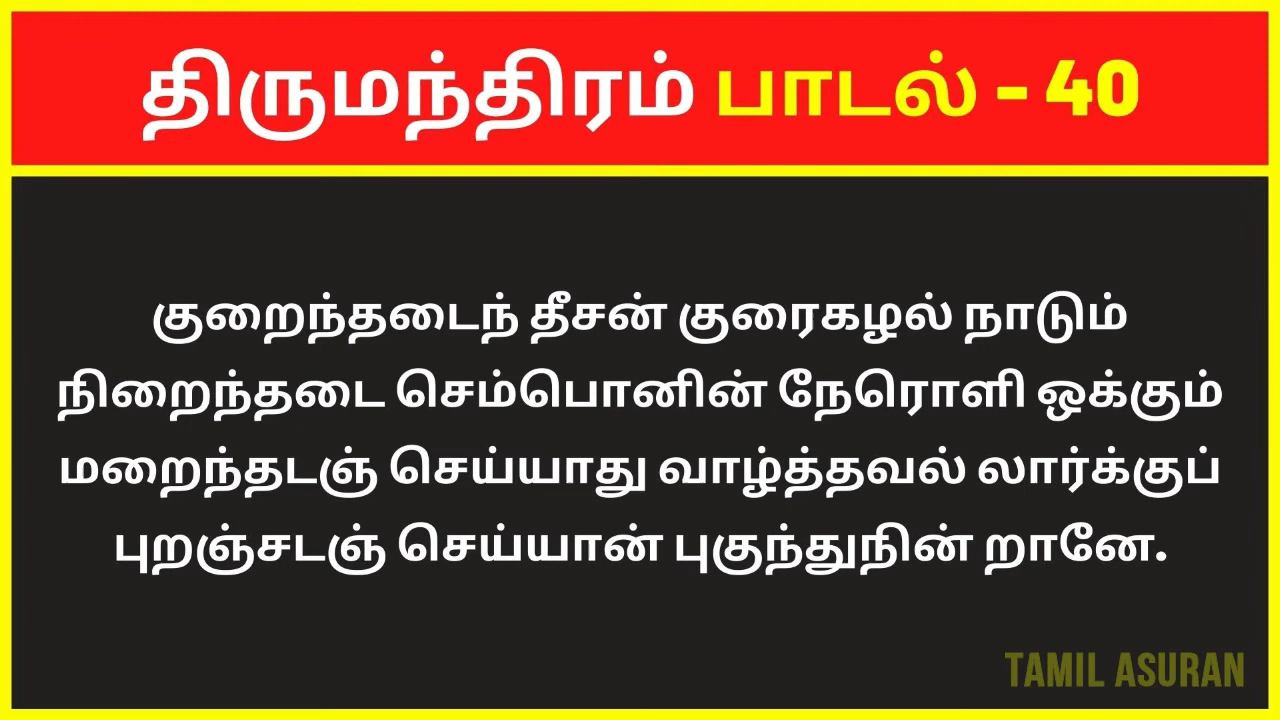 திருமந்திரம் பாடல் - 40
குறைந்தடைந் தீசன் குரைகழல் நாடும்
நிறைந்தடை செம்பொனின் நேரொளி ஒக்கும்
மறைந்தடஞ் செய்யாது வாழ்த்தவல் லார்க்குப்
புறஞ்சடஞ் செய்யான் புகுந்துநின் றானே.
TAMIL ASURAN